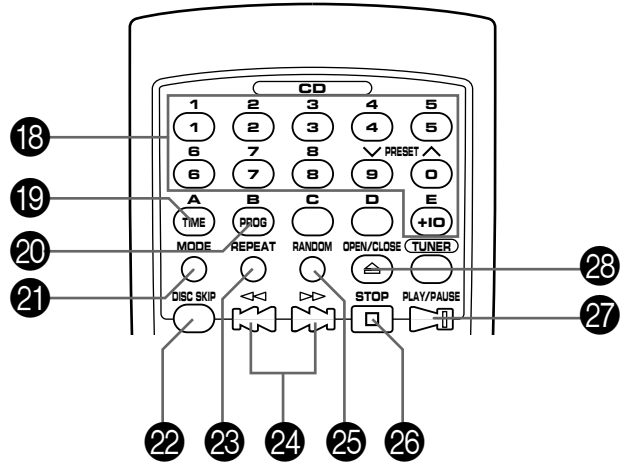 CD
1 2 3 4 5
18 1 2 3 4 5
6 7 8 PRESET
6 7 8 9 0
A B C D E
19 TIME PROG +10
20 MODE REPEAT RANDOM OPEN/CLOSE TUNER
21 28
DISC SKIP STOP PLAY/PAUSE
27
22 23 24 25 26